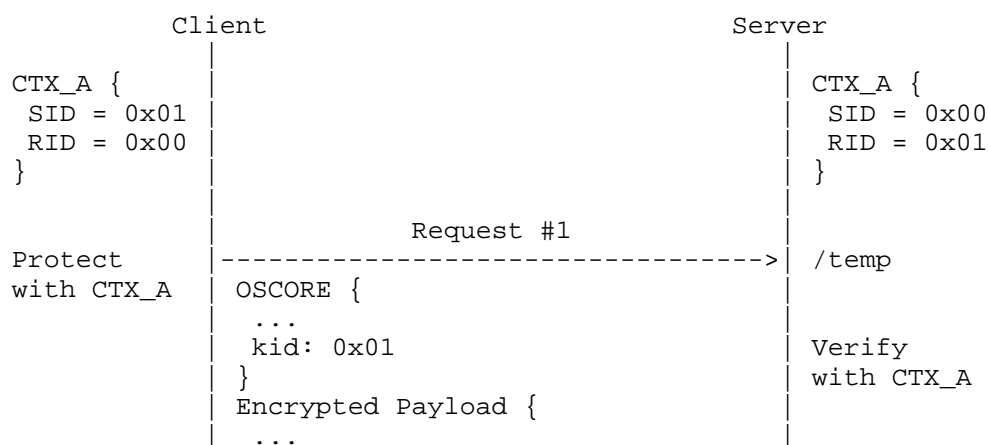 Client                             Server
             |                                   |
CTX_A {      |                                   | CTX_A {
 SID = 0x01  |                                   |  SID = 0x00
 RID = 0x00  |                                   |  RID = 0x01
}            |                                   | }
             |                                   |
             |            Request #1             |
Protect      |---------------------------------->| /temp
with CTX_A   | OSCORE {                          |
             |  ...                              |
             |  kid: 0x01                        | Verify
             | }                                 | with CTX_A
             | Encrypted Payload {               |
             |  ...                              |